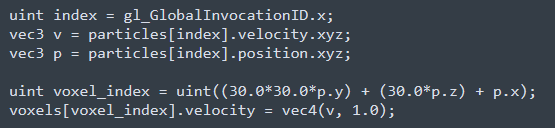 uint index = gl_GlobalInvocationID.x;
vec3 v = particles[index].velocity.xyz;
vec3 p = particles[index].position.xyz;
uint voxel_index = uint((30.0*30.0*p.y) + (30.0*p.z) + p.x);
voxels[voxel_index].velocity = vec4(v, 1.0);